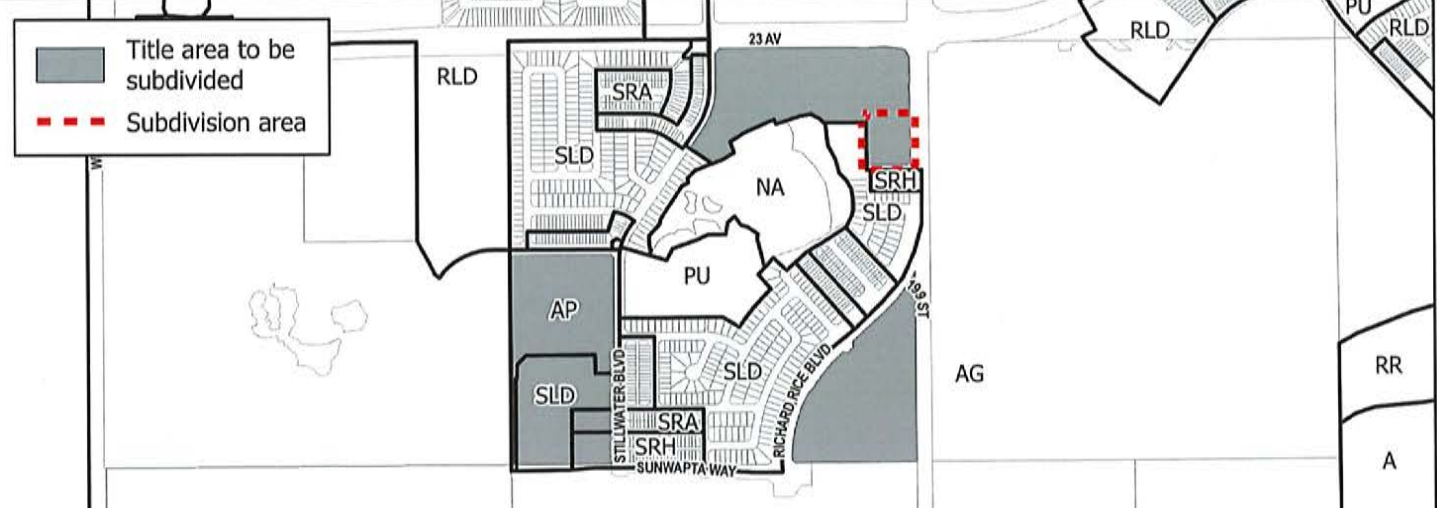 Title area to be
subdivided
Subdivision area
W
RLD
23 AV
RLD
PU
RLD
SRA
SLD
NA
SRH
SLD
PU
199 ST
AP
STILLWATER BLVD
SLD
RICHARD RICE BLVD
AG
RR
SLD
SRA
SRH
SUNWAPTA WAY
A